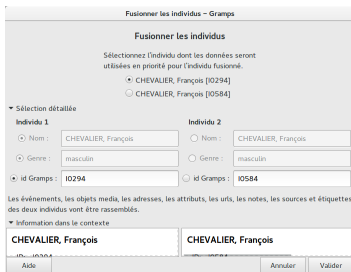 Fusionner les individus – Gramps
Fusionner les individus
Sélectionnez l'individu dont les données seront
utilisées en priorité pour l'individu fusionné.
CHEVALIER, François [I0294]
CHEVALIER, François [I0584]
Sélection détaillée
Individu 1 Individu 2
Nom : CHEVALIER, François Nom : CHEVALIER, François
Genre : masculin Genre : masculin
id Gramps : I0294 id Gramps : I0584
Les événements, les objets media, les adresses, les attributs, les urls, les notes, les sources et étiquettes
des deux individus vont être rassemblés.
Information dans le contexte
CHEVALIER, François CHEVALIER, François
Aide Annuler Valider